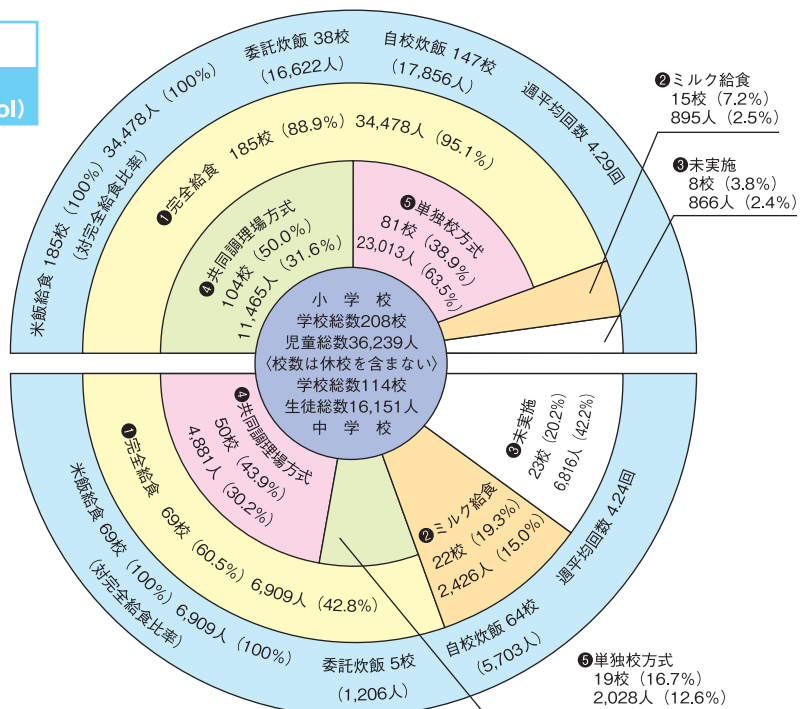 ol)
委託炊飯 38校
(16,622人)
自校炊飯 147校
(17,856人)
週平均回数 4.29回
米飯給食 185校 (100%) 34,478人 (100%)
(対完全給食比率)
❶完全給食 185校 (88.9%) 34,478人 (95.1%)
❹共同調理場方式
104校 (50.0%)
11,465人 (31.6%)
❺単独校方式
81校 (38.9%)
23,013人 (63.5%)
❷ミルク給食
15校 (7.2%)
895人 (2.5%)
❸未実施
8校 (3.8%)
866人 (2.4%)
小学校
学校総数208校
児童総数36,239人
〈校数は休校を含まない〉
学校総数114校
生徒総数16,151人
中学校
❹共同調理場方式
50校 (43.9%)
4,881人 (30.2%)
❶完全給食 69校 (60.5%) 6,909人 (42.8%)
米飯給食 69校 (100%) 6,909人 (100%)
(対完全給食比率)
❸未実施
23校 (20.2%)
6,816人 (42.2%)
❷ミルク給食
22校 (19.3%)
2,426人 (15.0%)
週平均回数 4.24回
委託炊飯 5校
(1,206人)
自校炊飯 64校
(5,703人)
❺単独校方式
19校 (16.7%)
2,028人 (12.6%)